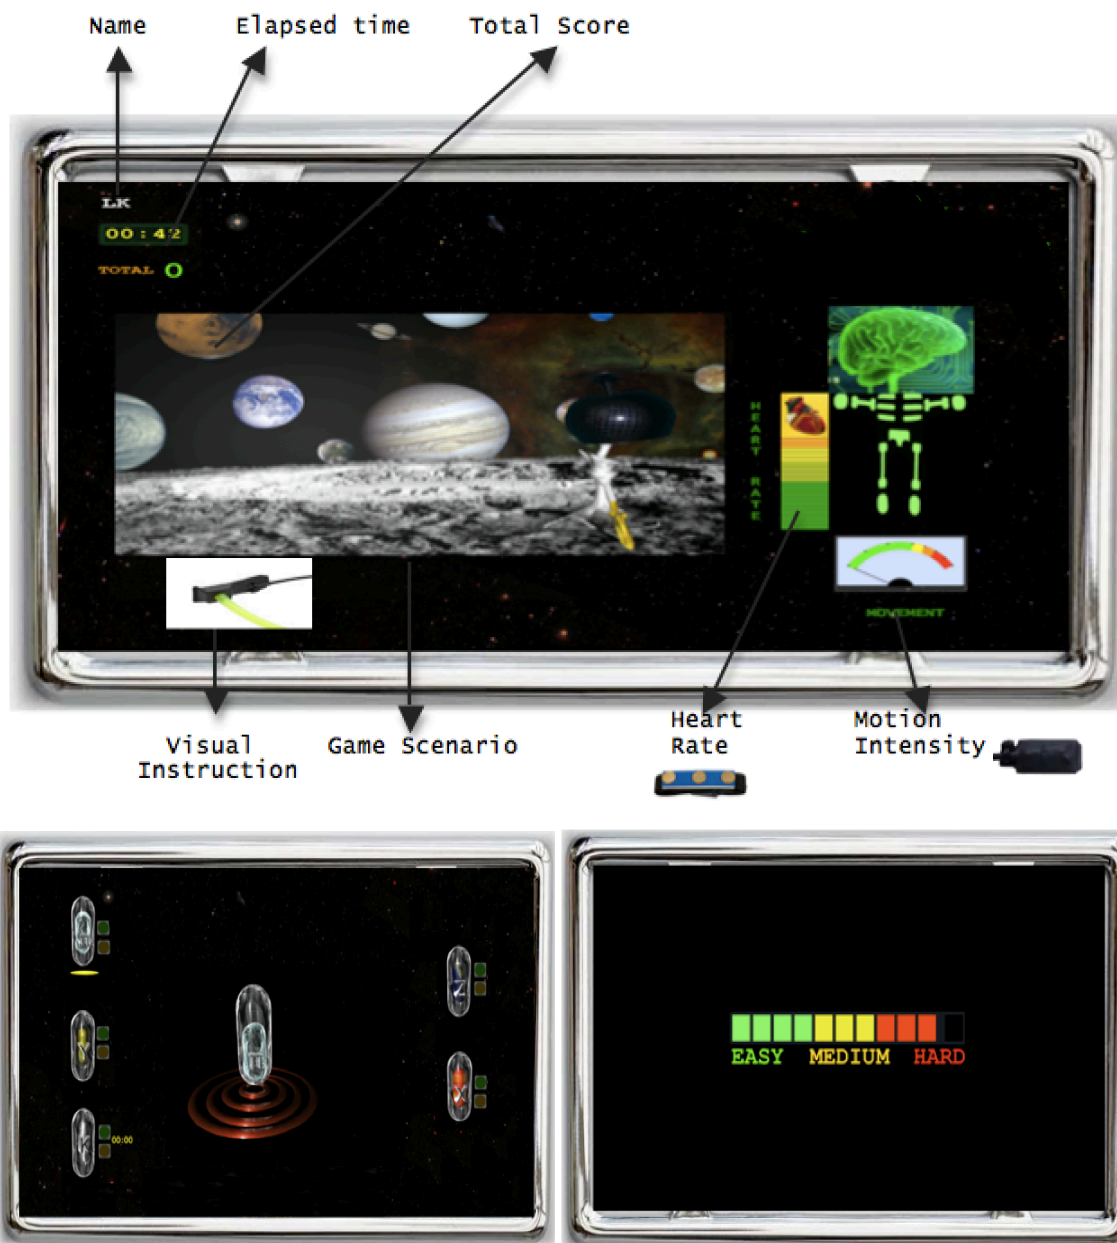 Name
Elapsed time
Total Score
LK
00:42
TOTAL 0
HEART RATE
MOVEMENT
Visual
Instruction
Game Scenario
Heart
Rate
Motion
Intensity
00:00
EASY MEDIUM HARD